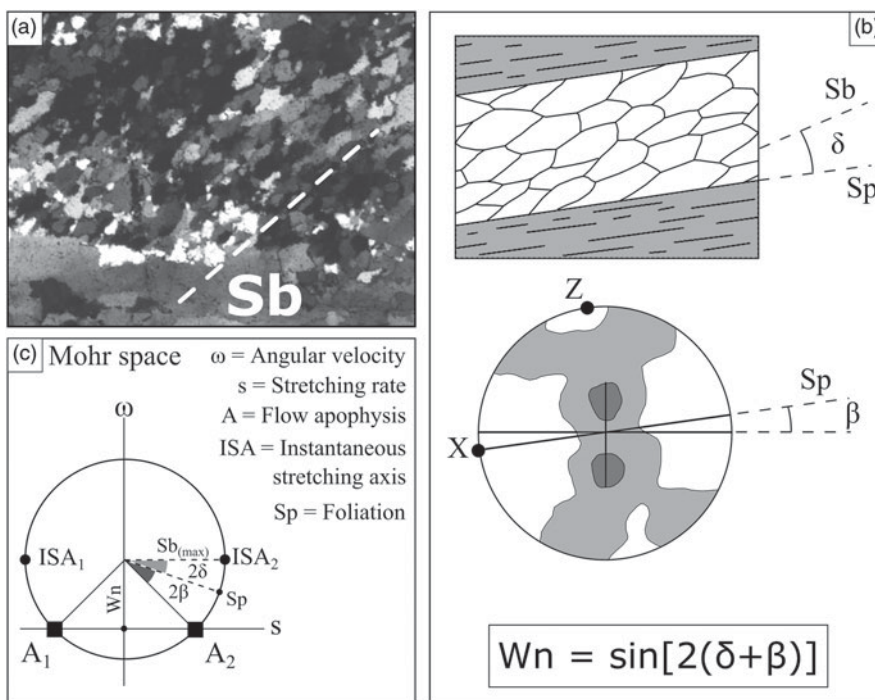 (a)
Sb
(b)
Sb
δ
Sp
Z
Sp
β
X
Wn = sin[2(δ+β)]
(c) Mohr space
ω = Angular velocity
s = Stretching rate
A = Flow apophysis
ISA = Instantaneous
stretching axis
Sp = Foliation
ω
ISA₁
Sb(max)
ISA₂
2δ
2β
Sp
Wn
s
A₁
A₂